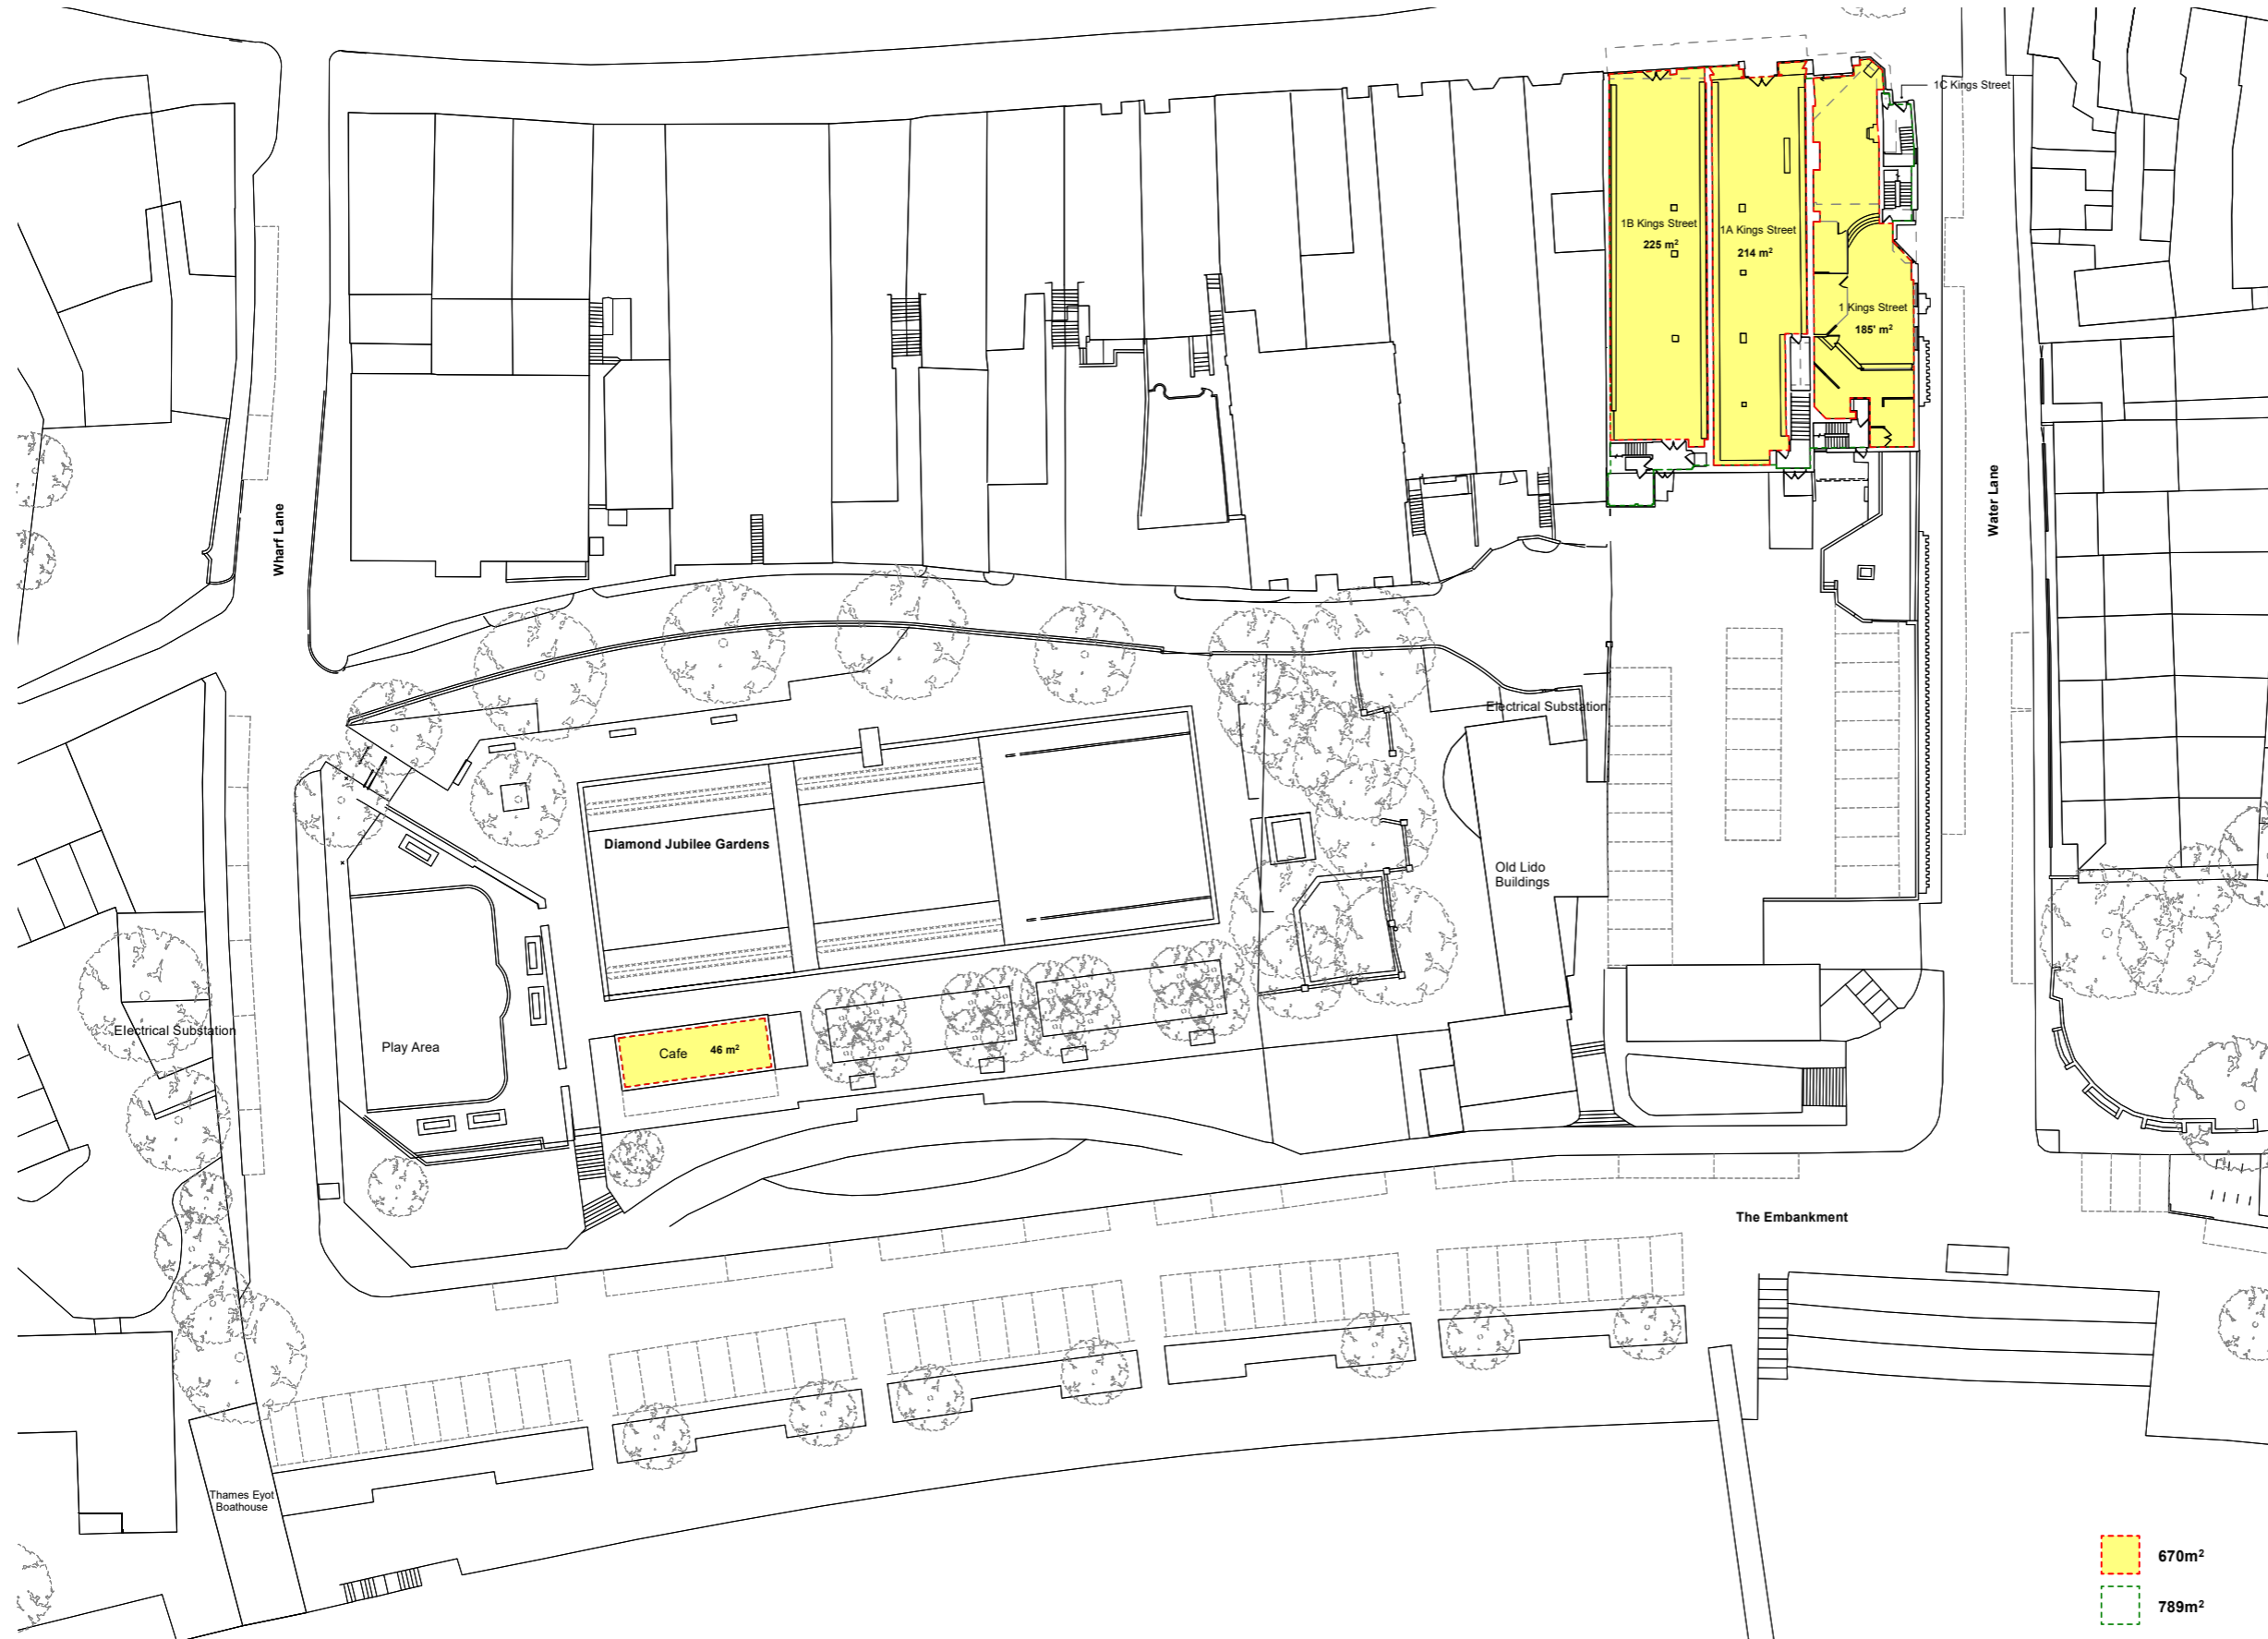 1C Kings Street
1B Kings Street
225 m²
1A Kings Street
214 m²
1 Kings Street
185' m²
Wharf Lane
Water Lane
Electrical Substation
Diamond Jubilee Gardens
Old Lido
Buildings
Electrical Substation
Play Area
Cafe 46 m²
The Embankment
Thames Eyot
Boathouse
670m²
789m²